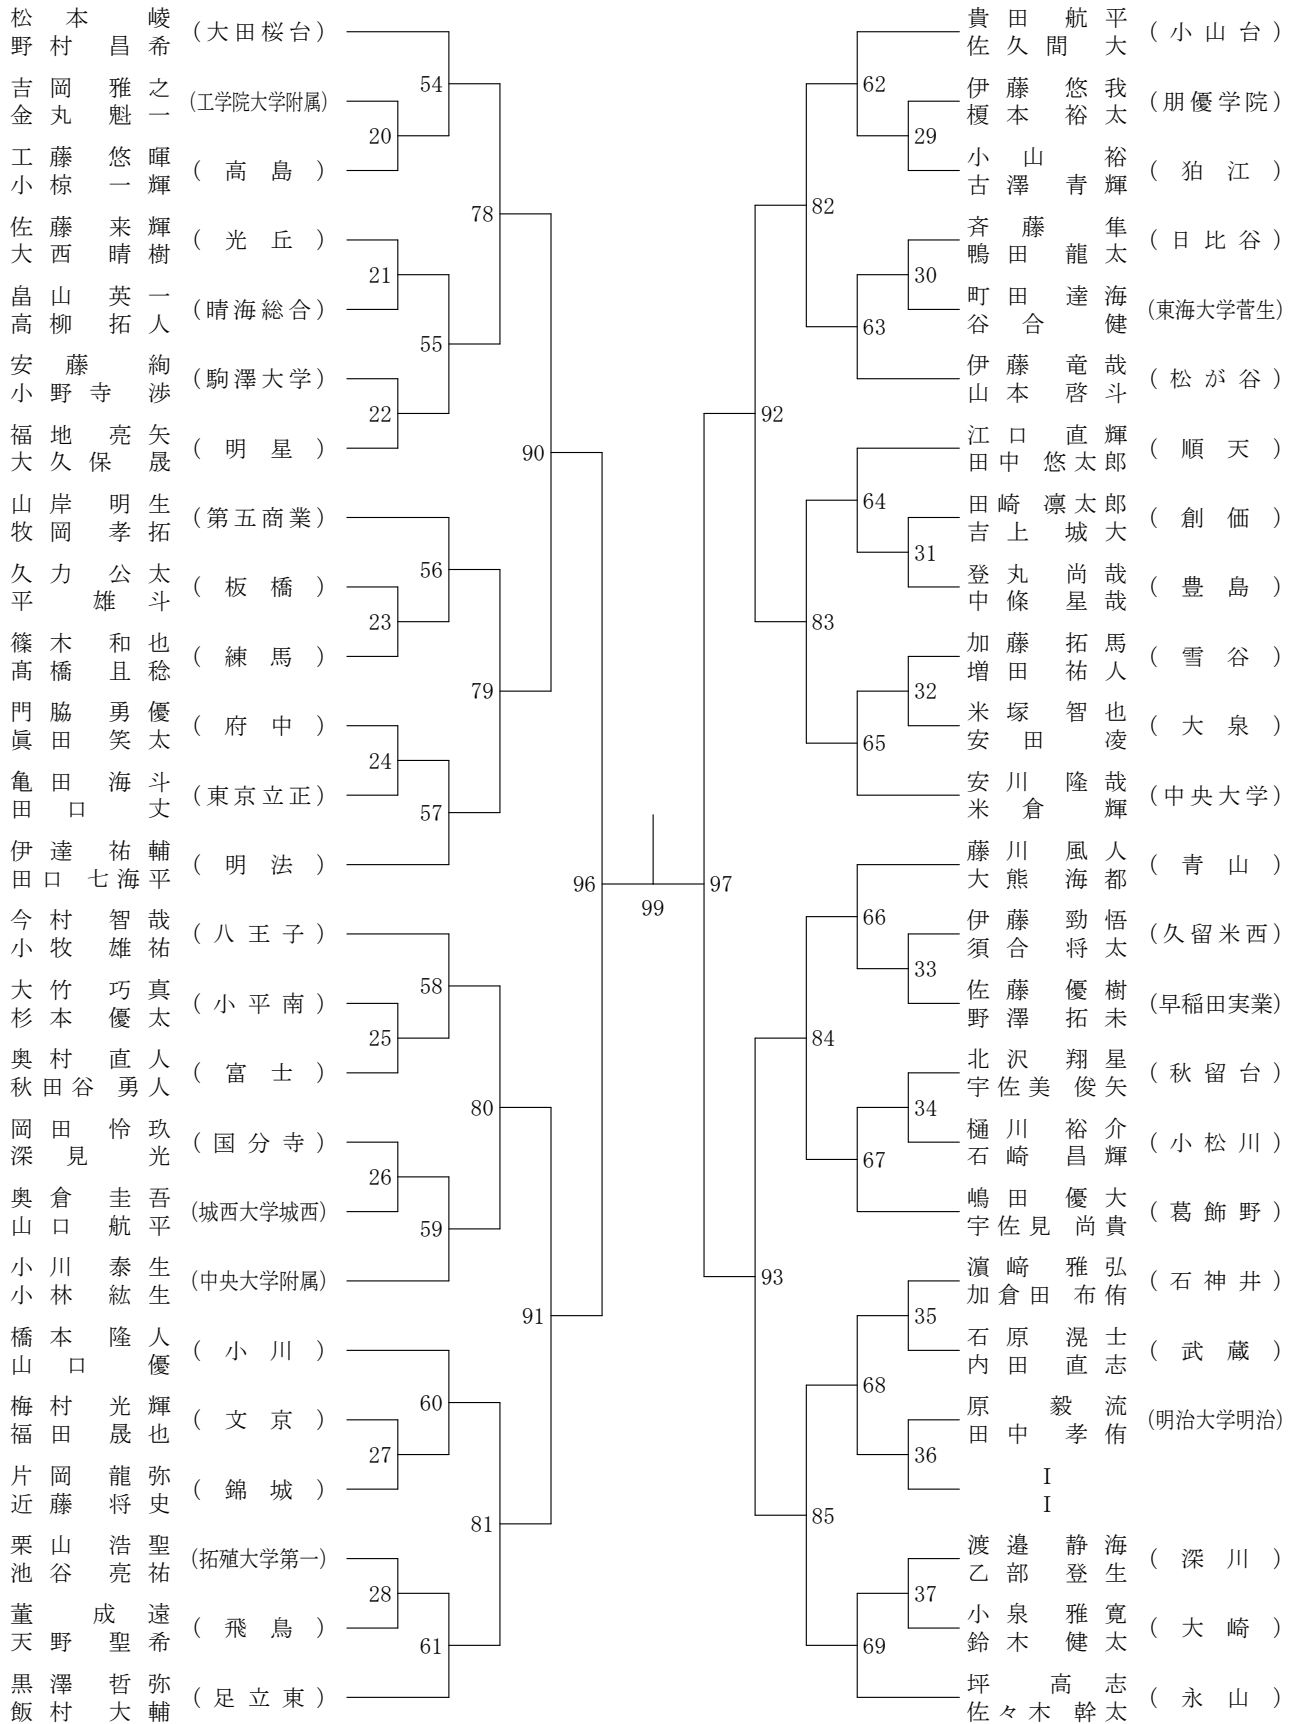 松本 崚
野村 昌希
(大田桜台)
吉岡 雅之
金丸 魁一
(工学院大学附属)
工藤 悠暉
小椋 一輝
(高島)
佐藤 来輝
大西 晴樹
(光丘)
畠山 英一
高柳 拓人
(晴海総合)
安藤 絢
小野寺 渉
(駒澤大学)
福地 亮矢
大久保 晟
(明星)
山岸 明生
牧岡 孝拓
(第五商業)
久力 公太
平 雄斗
(板橋)
篠木 和也
髙橋 且稔
(練馬)
門脇 勇優
眞田 笑太
(府中)
亀田 海斗
田口 丈
(東京立正)
伊達 祐輔
田口 七海平
(明法)
今村 智哉
小牧 雄祐
(八王子)
大竹 巧真
杉本 優太
(小平南)
奥村 直人
秋田谷 勇人
(富士)
岡田 怜玖
深見 光
(国分寺)
奥倉 圭吾
山口 航平
(城西大学城西)
小川 泰生
小林 紘生
(中央大学附属)
橋本 隆人
山口 優
(小川)
梅村 光輝
福田 晟也
(文京)
片岡 龍弥
近藤 将史
(錦城)
栗山 浩聖
池谷 亮祐
(拓殖大学第一)
董 成遠
天野 聖希
(飛鳥)
黒澤 哲弥
飯村 大輔
(足立東)
54
20
78
21
55
22
90
56
23
79
24
57
96
58
25
80
26
59
91
60
27
81
28
61
99
97
62
29
82
30
63
92
64
31
83
32
65
66
33
84
34
67
93
35
68
36
85
37
69
貴田 航平
佐久間 大
(小山台)
伊藤 悠我
榎本 裕太
(朋優学院)
小山 裕
古澤 青輝
(狛江)
斉藤 隼
鴨田 龍太
(日比谷)
町田 達海
谷合 健
(東海大学菅生)
伊藤 竜哉
山本 啓斗
(松が谷)
江口 直輝
田中 悠太郎
(順天)
田崎 凛太郎
吉上 城大
(創価)
登丸 尚哉
中條 星哉
(豊島)
加藤 拓馬
増田 祐人
(雪谷)
米塚 智也
安田 凌
(大泉)
安川 隆哉
米倉 輝
(中央大学)
藤川 風人
大熊 海都
(青山)
伊藤 勁悟
須合 将太
(久留米西)
佐藤 優樹
野澤 拓未
(早稲田実業)
北沢 翔星
宇佐美 俊矢
(秋留台)
樋川 裕介
石崎 昌輝
(小松川)
嶋田 優大
宇佐見 尚貴
(葛飾野)
濵﨑 雅弘
加倉田 布侑
(石神井)
石原 滉士
内田 直志
(武蔵)
原 毅流
田中 孝侑
(明治大学明治)
I
I
渡邉 静海
乙部 登生
(深川)
小泉 雅寛
鈴木 健太
(大崎)
坪 高志
佐々木 幹太
(永山)